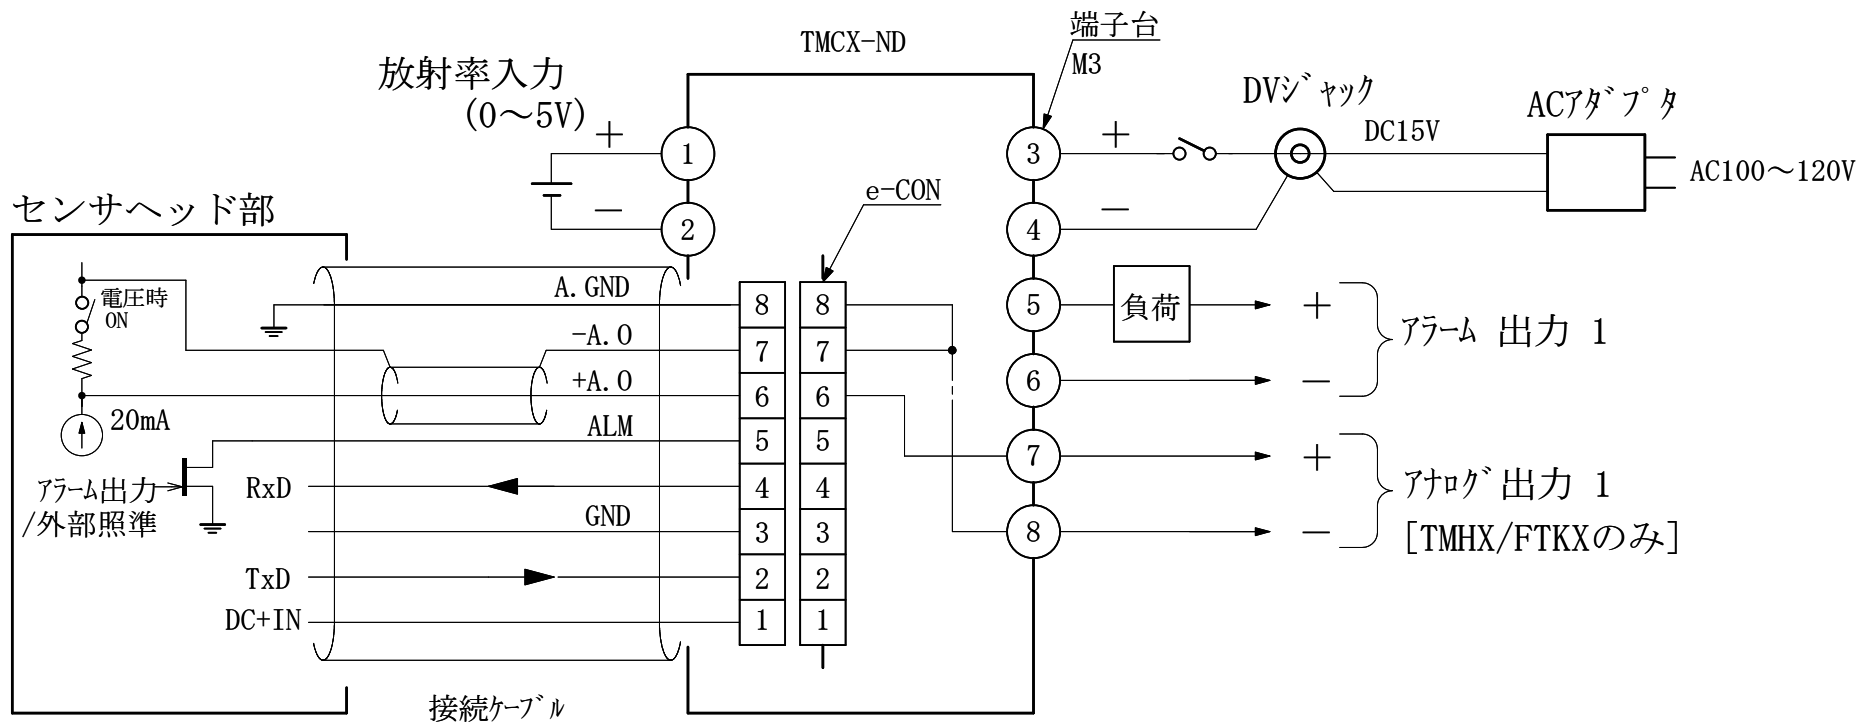 TMCX-ND
端子台
M3
放射率入力
(0～5V)
DVジャック
ACアダプタ
DC15V
AC100～120V
＋
－
1
2
3
4
＋
－
e-CON
センサヘッド部
電圧時
ON
20mA
アラーム出力
/外部照準
A.GND
-A.O
+A.O
ALM
RxD
GND
TxD
DC+IN
8
7
6
5
4
3
2
1
8
7
6
5
4
3
2
1
5
6
7
8
負荷
＋
－
アラーム 出力 1
＋
－
アナログ 出力 1
[TMHX/FTKXのみ]
接続ケーブル